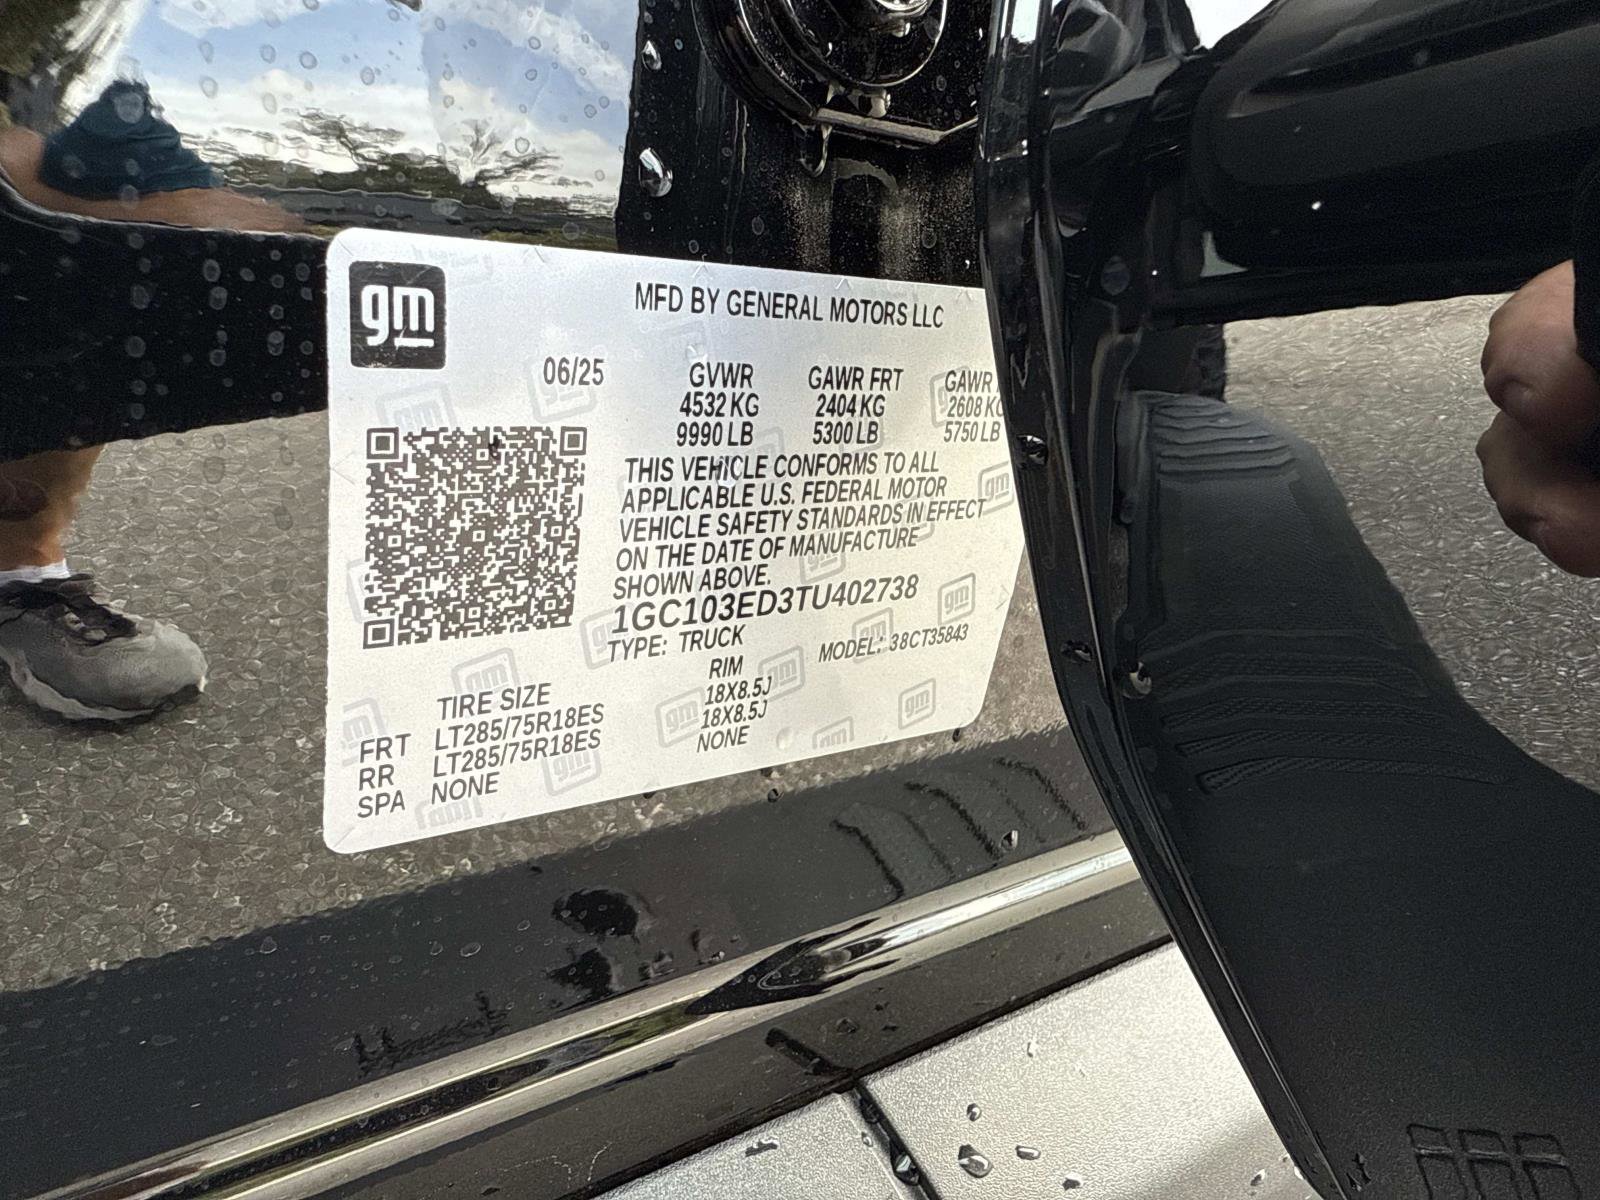 gm
MFD BY GENERAL MOTORS LLC
06/25 GVWR GAWR FRT GAWR
4532 KG 2404 KG 2608 KG
9990 LB 5300 LB 5750 LB
THIS VEHICLE CONFORMS TO ALL
APPLICABLE U.S. FEDERAL MOTOR
VEHICLE SAFETY STANDARDS IN EFFECT
ON THE DATE OF MANUFACTURE
SHOWN ABOVE.
1GC103ED3TU402738
TYPE: TRUCK MODEL: 38CT35843
TIRE SIZE RIM
FRT LT285/75R18ES 18X8.5J
RR LT285/75R18ES 18X8.5J
SPA NONE NONE